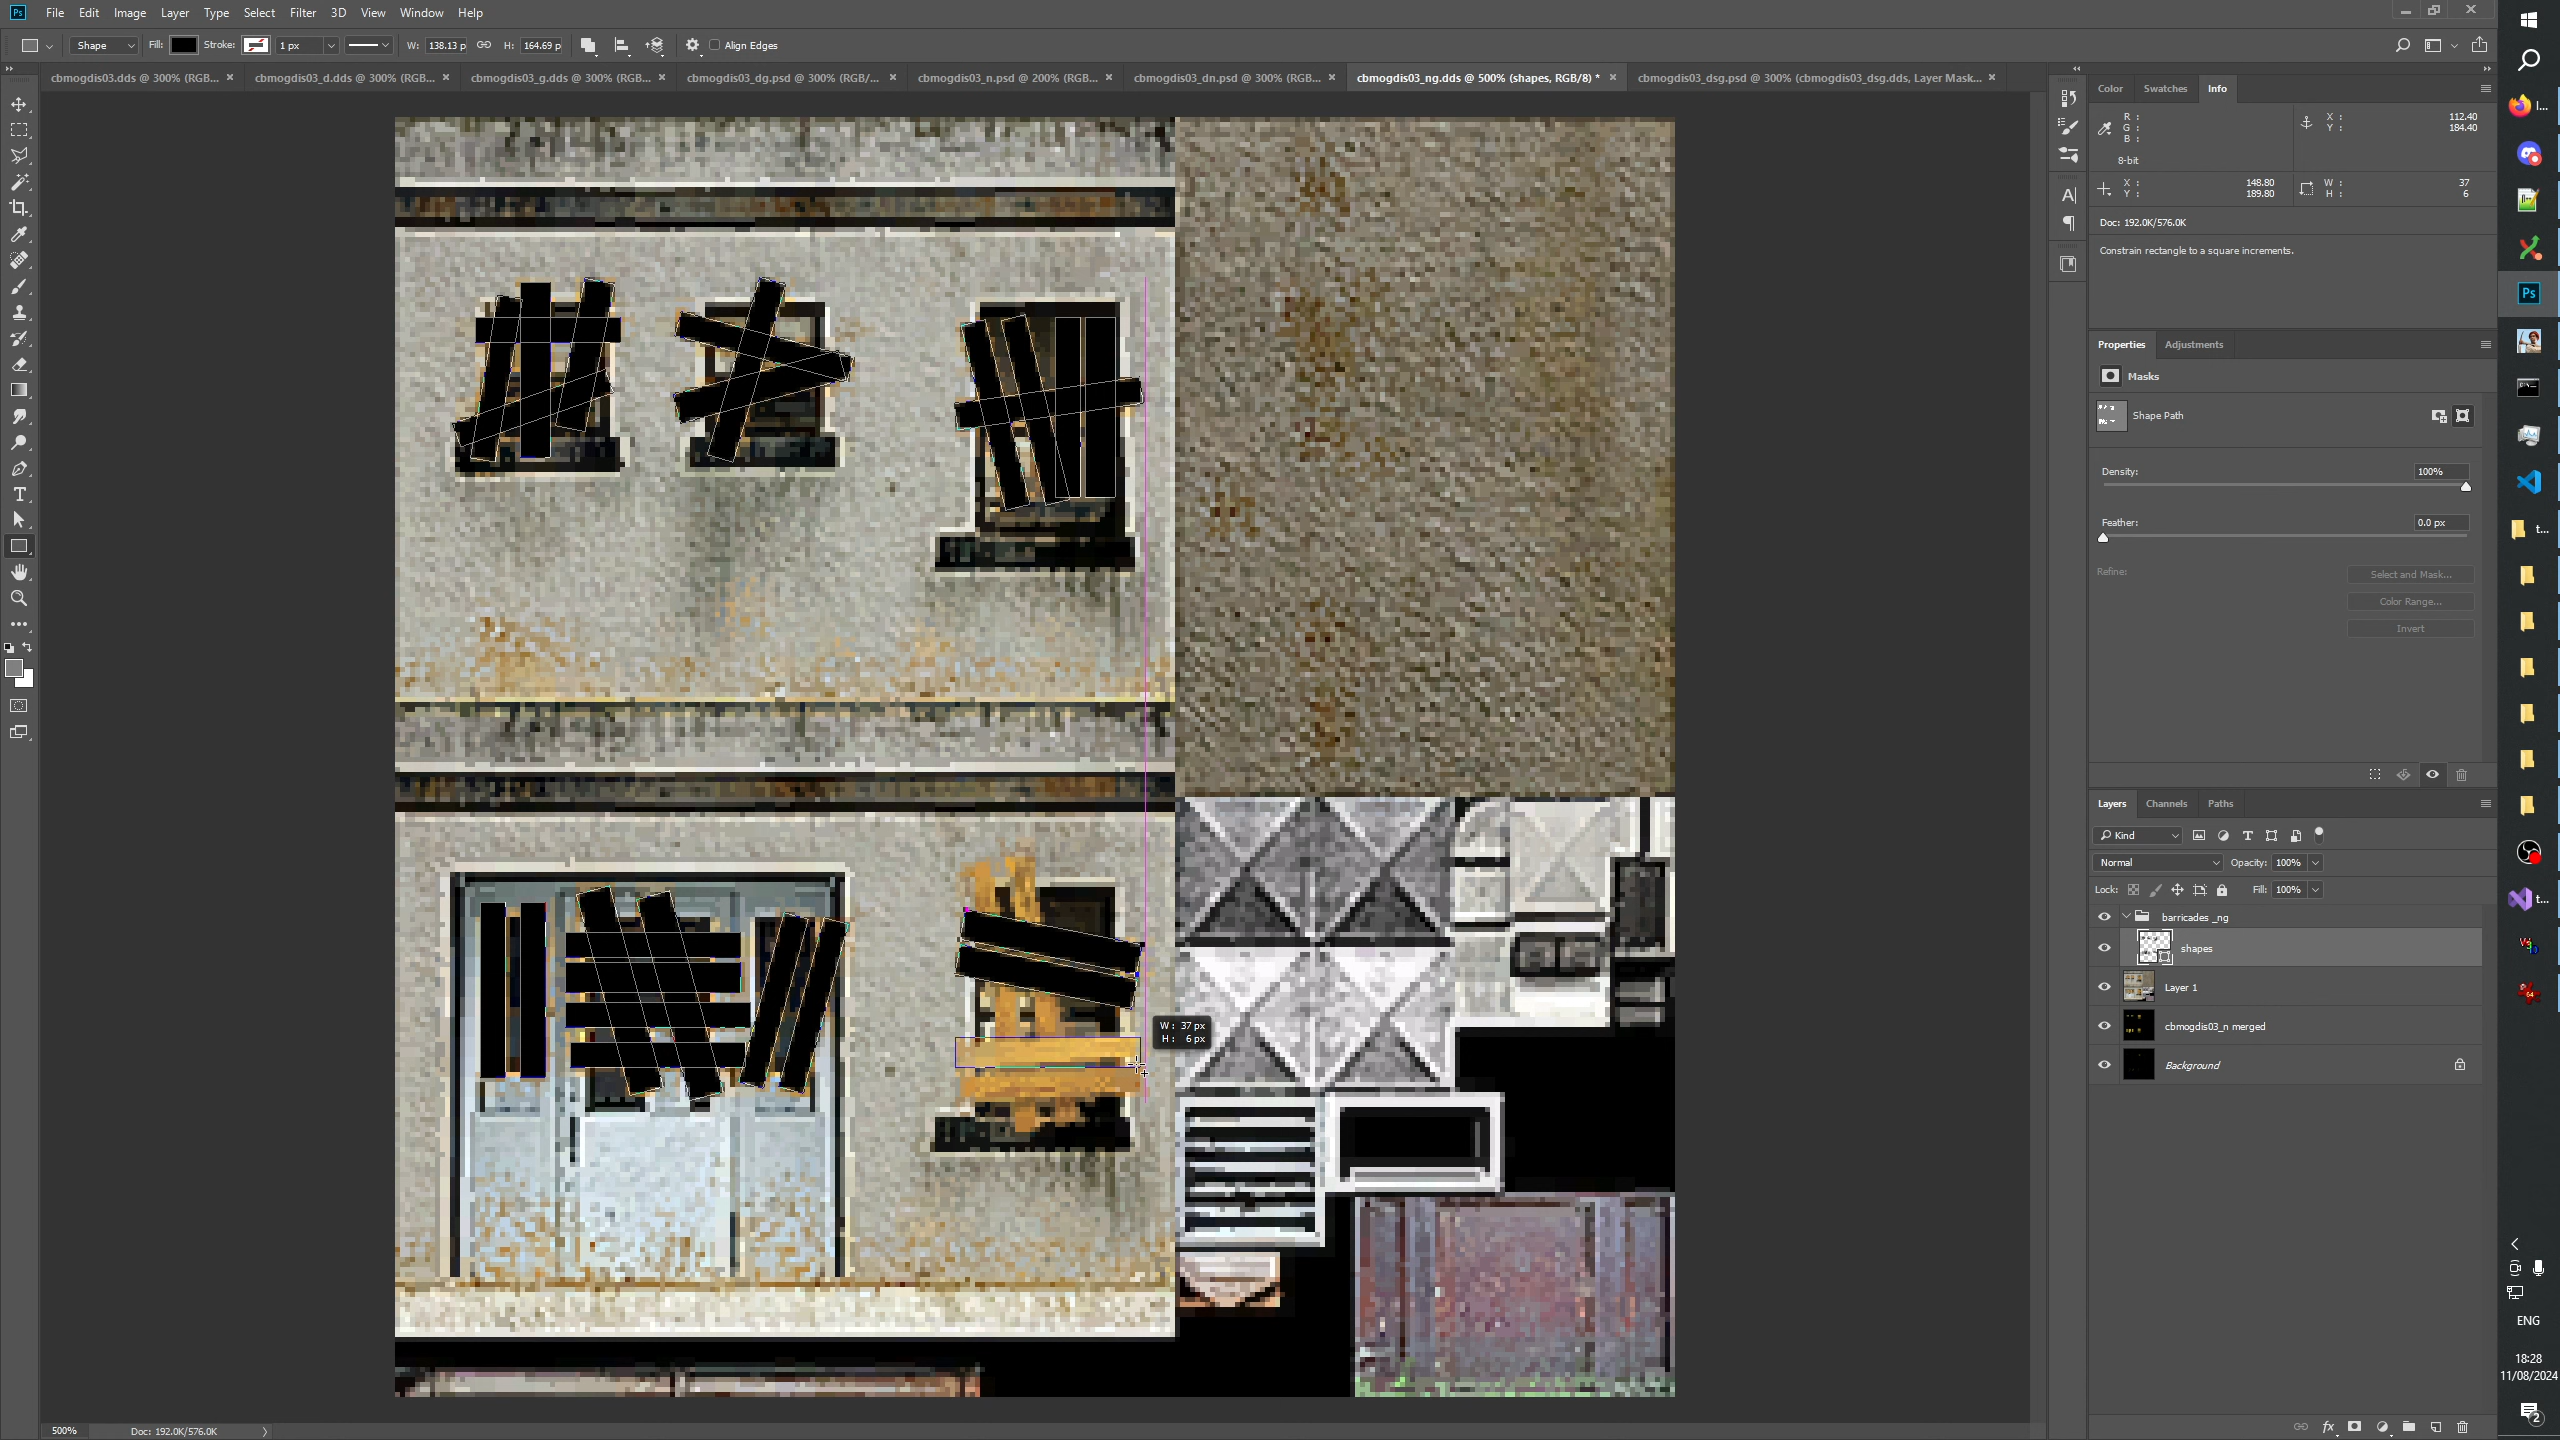 Ps File Edit Image Layer Type Select Filter 3D View Window Help
Shape Fill: Stroke: 1 px W: 138.13 p H: 164.69 p Align Edges
cbmogdis03.dds @ 300% (RGB... × cbmogdis03_d.dds @ 300% (RGB... × cbmogdis03_g.dds @ 300% (RGB... × cbmogdis03_dg.psd @ 300% (RGB/... × cbmogdis03_n.psd @ 200% (RGB... × cbmogdis03_dn.psd @ 300% (RGB... × cbmogdis03_ng.dds @ 500% (shapes, RGB/8) * × cbmogdis03_dsg.psd @ 300% (cbmogdis03_dsg.dds, Layer Mask... ×
Color Swatches Info
R : X : 112.40
G : Y : 184.40
B :
8-bit
X : 148.80 W : 37
Y : 189.80 H : 6
Doc: 192.0K/576.0K
Constrain rectangle to a square increments.
Properties Adjustments
Masks
Shape Path
Density: 100%
Feather: 0.0 px
Refine:
Select and Mask...
Color Range...
Invert
Layers Channels Paths
Kind
Normal Opacity: 100%
Lock: Fill: 100%
barricades _ng
shapes
Layer 1
cbmogdis03_n merged
Background
W : 37 px
H : 6 px
500% Doc: 192.0K/576.0K
I...
Ps
t...
t...
64
ENG
18:28
11/08/2024
2